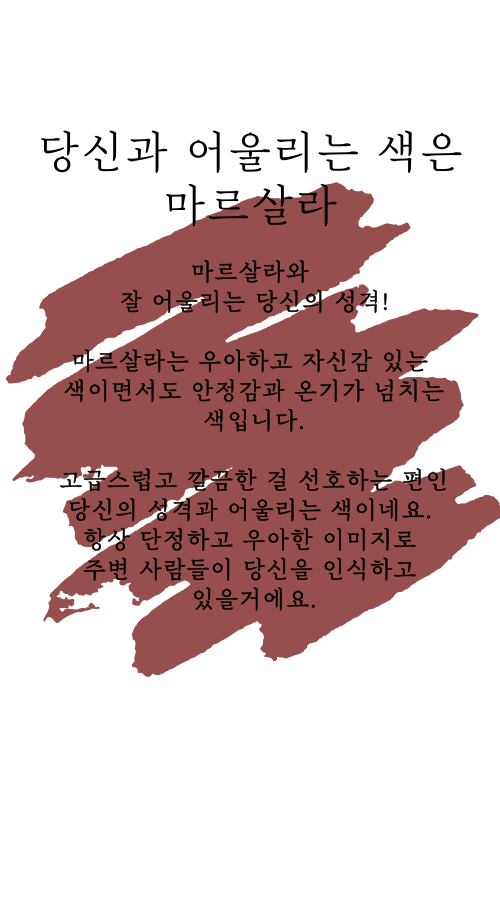 당신과 어울리는 색은
마르살라
마르살라와
잘 어울리는 당신의 성격!
마르살라는 우아하고 자신감 있는
색이면서도 안정감과 온기가 넘치는
색입니다.
고급스럽고 깔끔한 걸 선호하는 편인
당신의 성격과 어울리는 색이네요.
항상 단정하고 우아한 이미지로
주변 사람들이 당신을 인식하고
있을거에요.